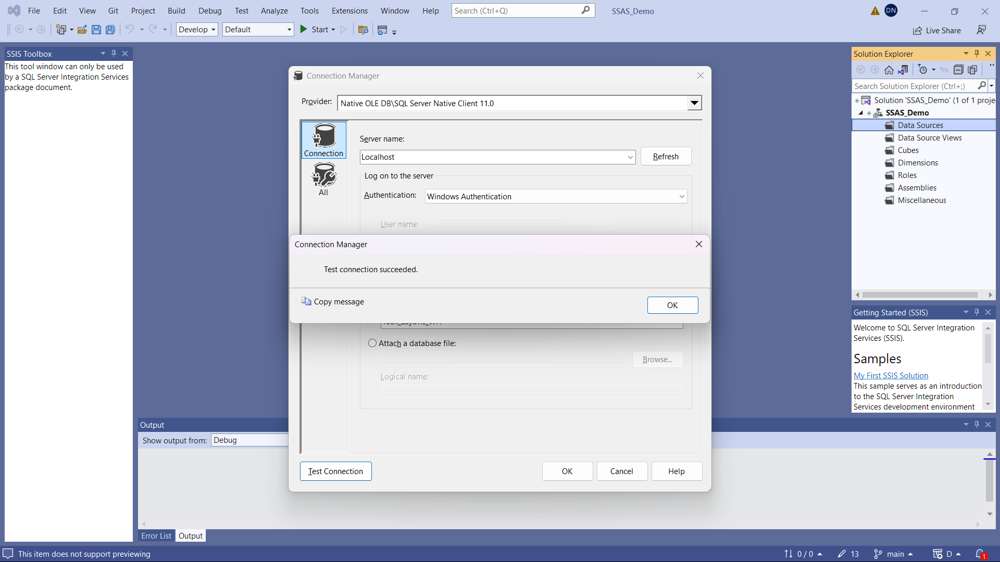 File Edit View Git Project Build Debug Test Analyze Tools Extensions Window Help Search (Ctrl+Q) SSAS_Demo DN
Develop Default Start Live Share
SSIS Toolbox
This tool window can only be used
by a SQL Server Integration Services
package document.
Connection Manager
Provider: Native OLE DB\SQL Server Native Client 11.0
Connection
All
Server name:
Localhost Refresh
Log on to the server
Authentication: Windows Authentication
User name:
Connection Manager
Test connection succeeded.
Copy message OK
Attach a database file:
Browse...
Logical name:
Test Connection OK Cancel Help
Solution Explorer
Search Solution Explorer (Ctrl+;)
Solution 'SSAS_Demo' (1 of 1 proje
SSAS_Demo
Data Sources
Data Source Views
Cubes
Dimensions
Roles
Assemblies
Miscellaneous
Getting Started (SSIS)
Welcome to SQL Server Integration
Services (SSIS).
Samples
My First SSIS Solution
This sample serves as an introduction
to the SQL Server Integration
Services development environment
Output
Show output from: Debug
Error List Output
This item does not support previewing 0 / 0 13 main D 1